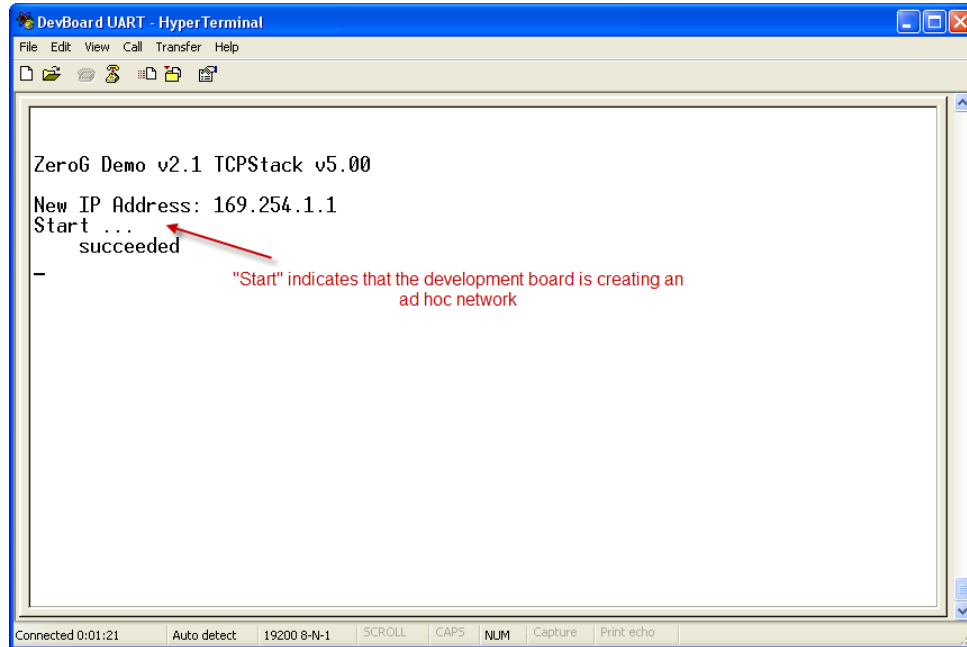 DevBoard UART - HyperTerminal
File Edit View Call Transfer Help
ZeroG Demo v2.1 TCPStack v5.00
New IP Address: 169.254.1.1
Start ...
succeeded
"Start" indicates that the development board is creating an
ad hoc network
Connected 0:01:21 Auto detect 19200 8-N-1 SCROLL CAPS NUM Capture Print echo